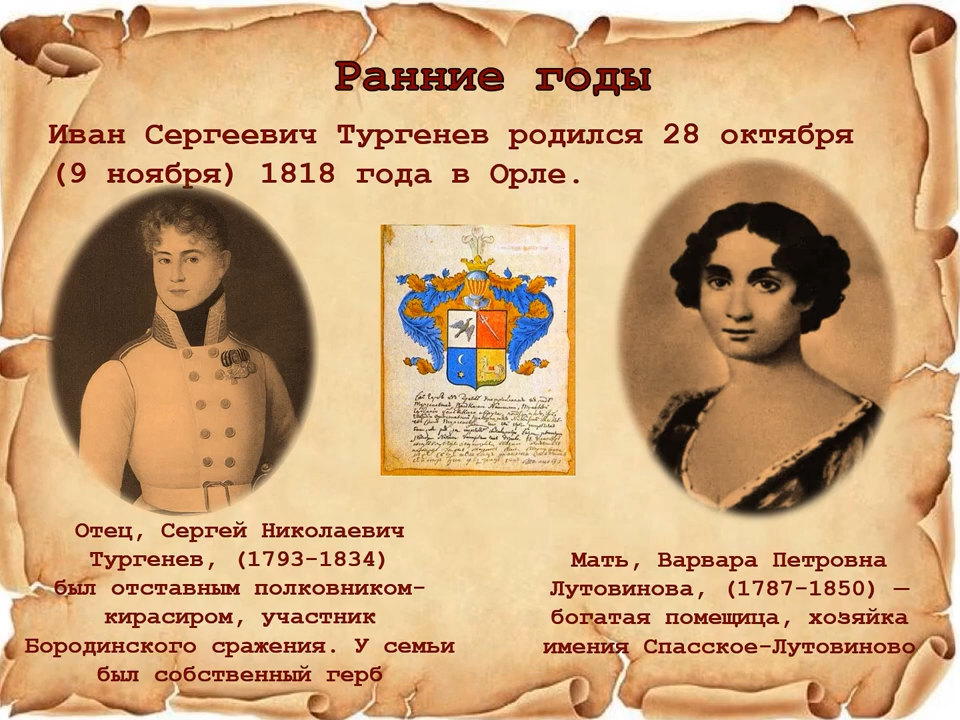 Ранние годы
Иван Сергеевич Тургенев родился 28 октября
(9 ноября) 1818 года в Орле.
Отец, Сергей Николаевич
Тургенев, (1793-1834)
был отставным полковником-
кирасиром, участник
Бородинского сражения. У семьи
был собственный герб
Мать, Варвара Петровна
Лутовинова, (1787-1850) —
богатая помещица, хозяйка
имения Спасское-Лутовиново